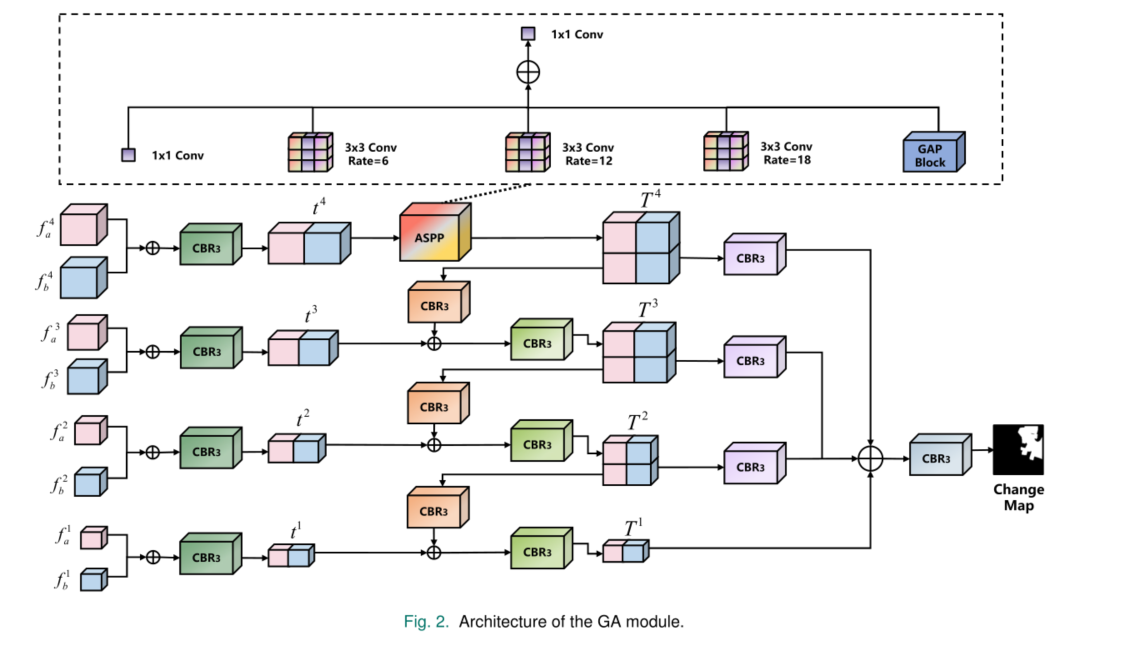 1x1 Conv
1x1 Conv
3x3 Conv
Rate=6
3x3 Conv
Rate=12
3x3 Conv
Rate=18
GAP
Block
f_a^4
f_b^4
CBR3
t^4
ASPP
T^4
CBR3
CBR3
f_a^3
f_b^3
CBR3
t^3
CBR3
T^3
CBR3
CBR3
f_a^2
f_b^2
CBR3
t^2
CBR3
T^2
CBR3
CBR3
CBR3
Change
Map
f_a^1
f_b^1
CBR3
t^1
CBR3
T^1
Fig. 2. Architecture of the GA module.